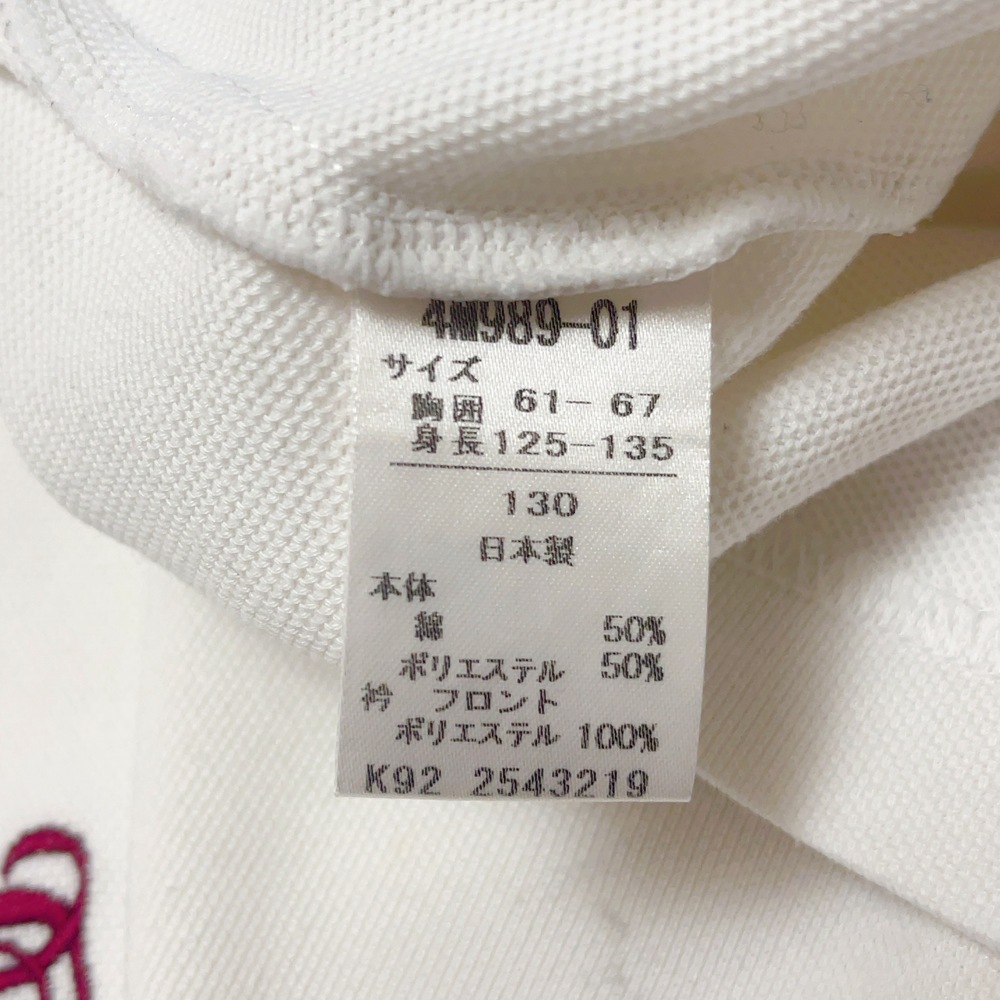 4M989-01
サイズ
胸囲 61-67
身長125-135
130
日本製
本体
綿 50%
ポリエステル 50%
衿 フロント
ポリエステル 100%
K92 2543219